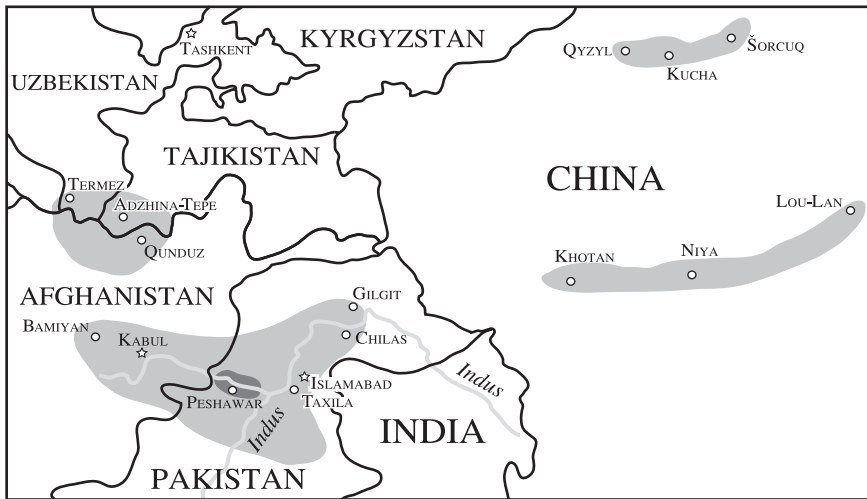 KYRGYZSTAN
TASHKENT
QYZYL
ŠORCUQ
KUCHA
UZBEKISTAN
TAJIKISTAN
CHINA
TERMEZ
ADZHINA-TEPE
LOU-LAN
QUNDUZ
KHOTAN
NIYA
AFGHANISTAN
GILGIT
BAMIYAN
KABUL
CHILAS
ISLAMABAD
Indus
PESHAWAR
TAXILA
Indus
INDIA
PAKISTAN